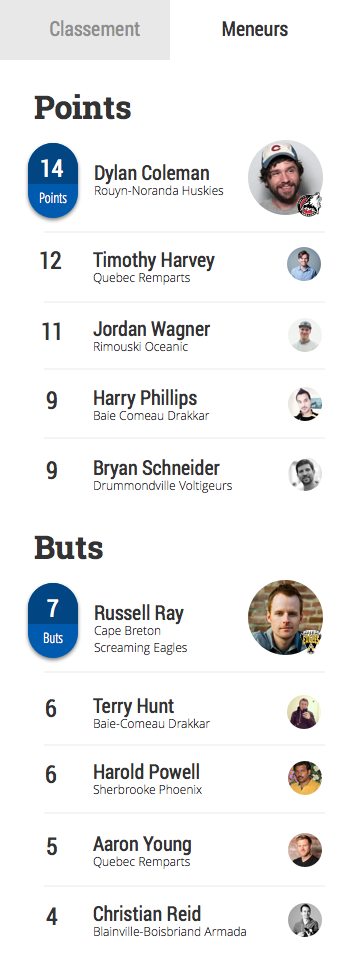 Classement
Meneurs
Points
14
Points
Dylan Coleman
Rouyn-Noranda Huskies
12
Timothy Harvey
Quebec Remparts
11
Jordan Wagner
Rimouski Oceanic
9
Harry Phillips
Baie Comeau Drakkar
9
Bryan Schneider
Drummondville Voltigeurs
Buts
7
Buts
Russell Ray
Cape Breton
Screaming Eagles
6
Terry Hunt
Baie-Comeau Drakkar
6
Harold Powell
Sherbrooke Phoenix
5
Aaron Young
Quebec Remparts
4
Christian Reid
Blainville-Boisbriand Armada